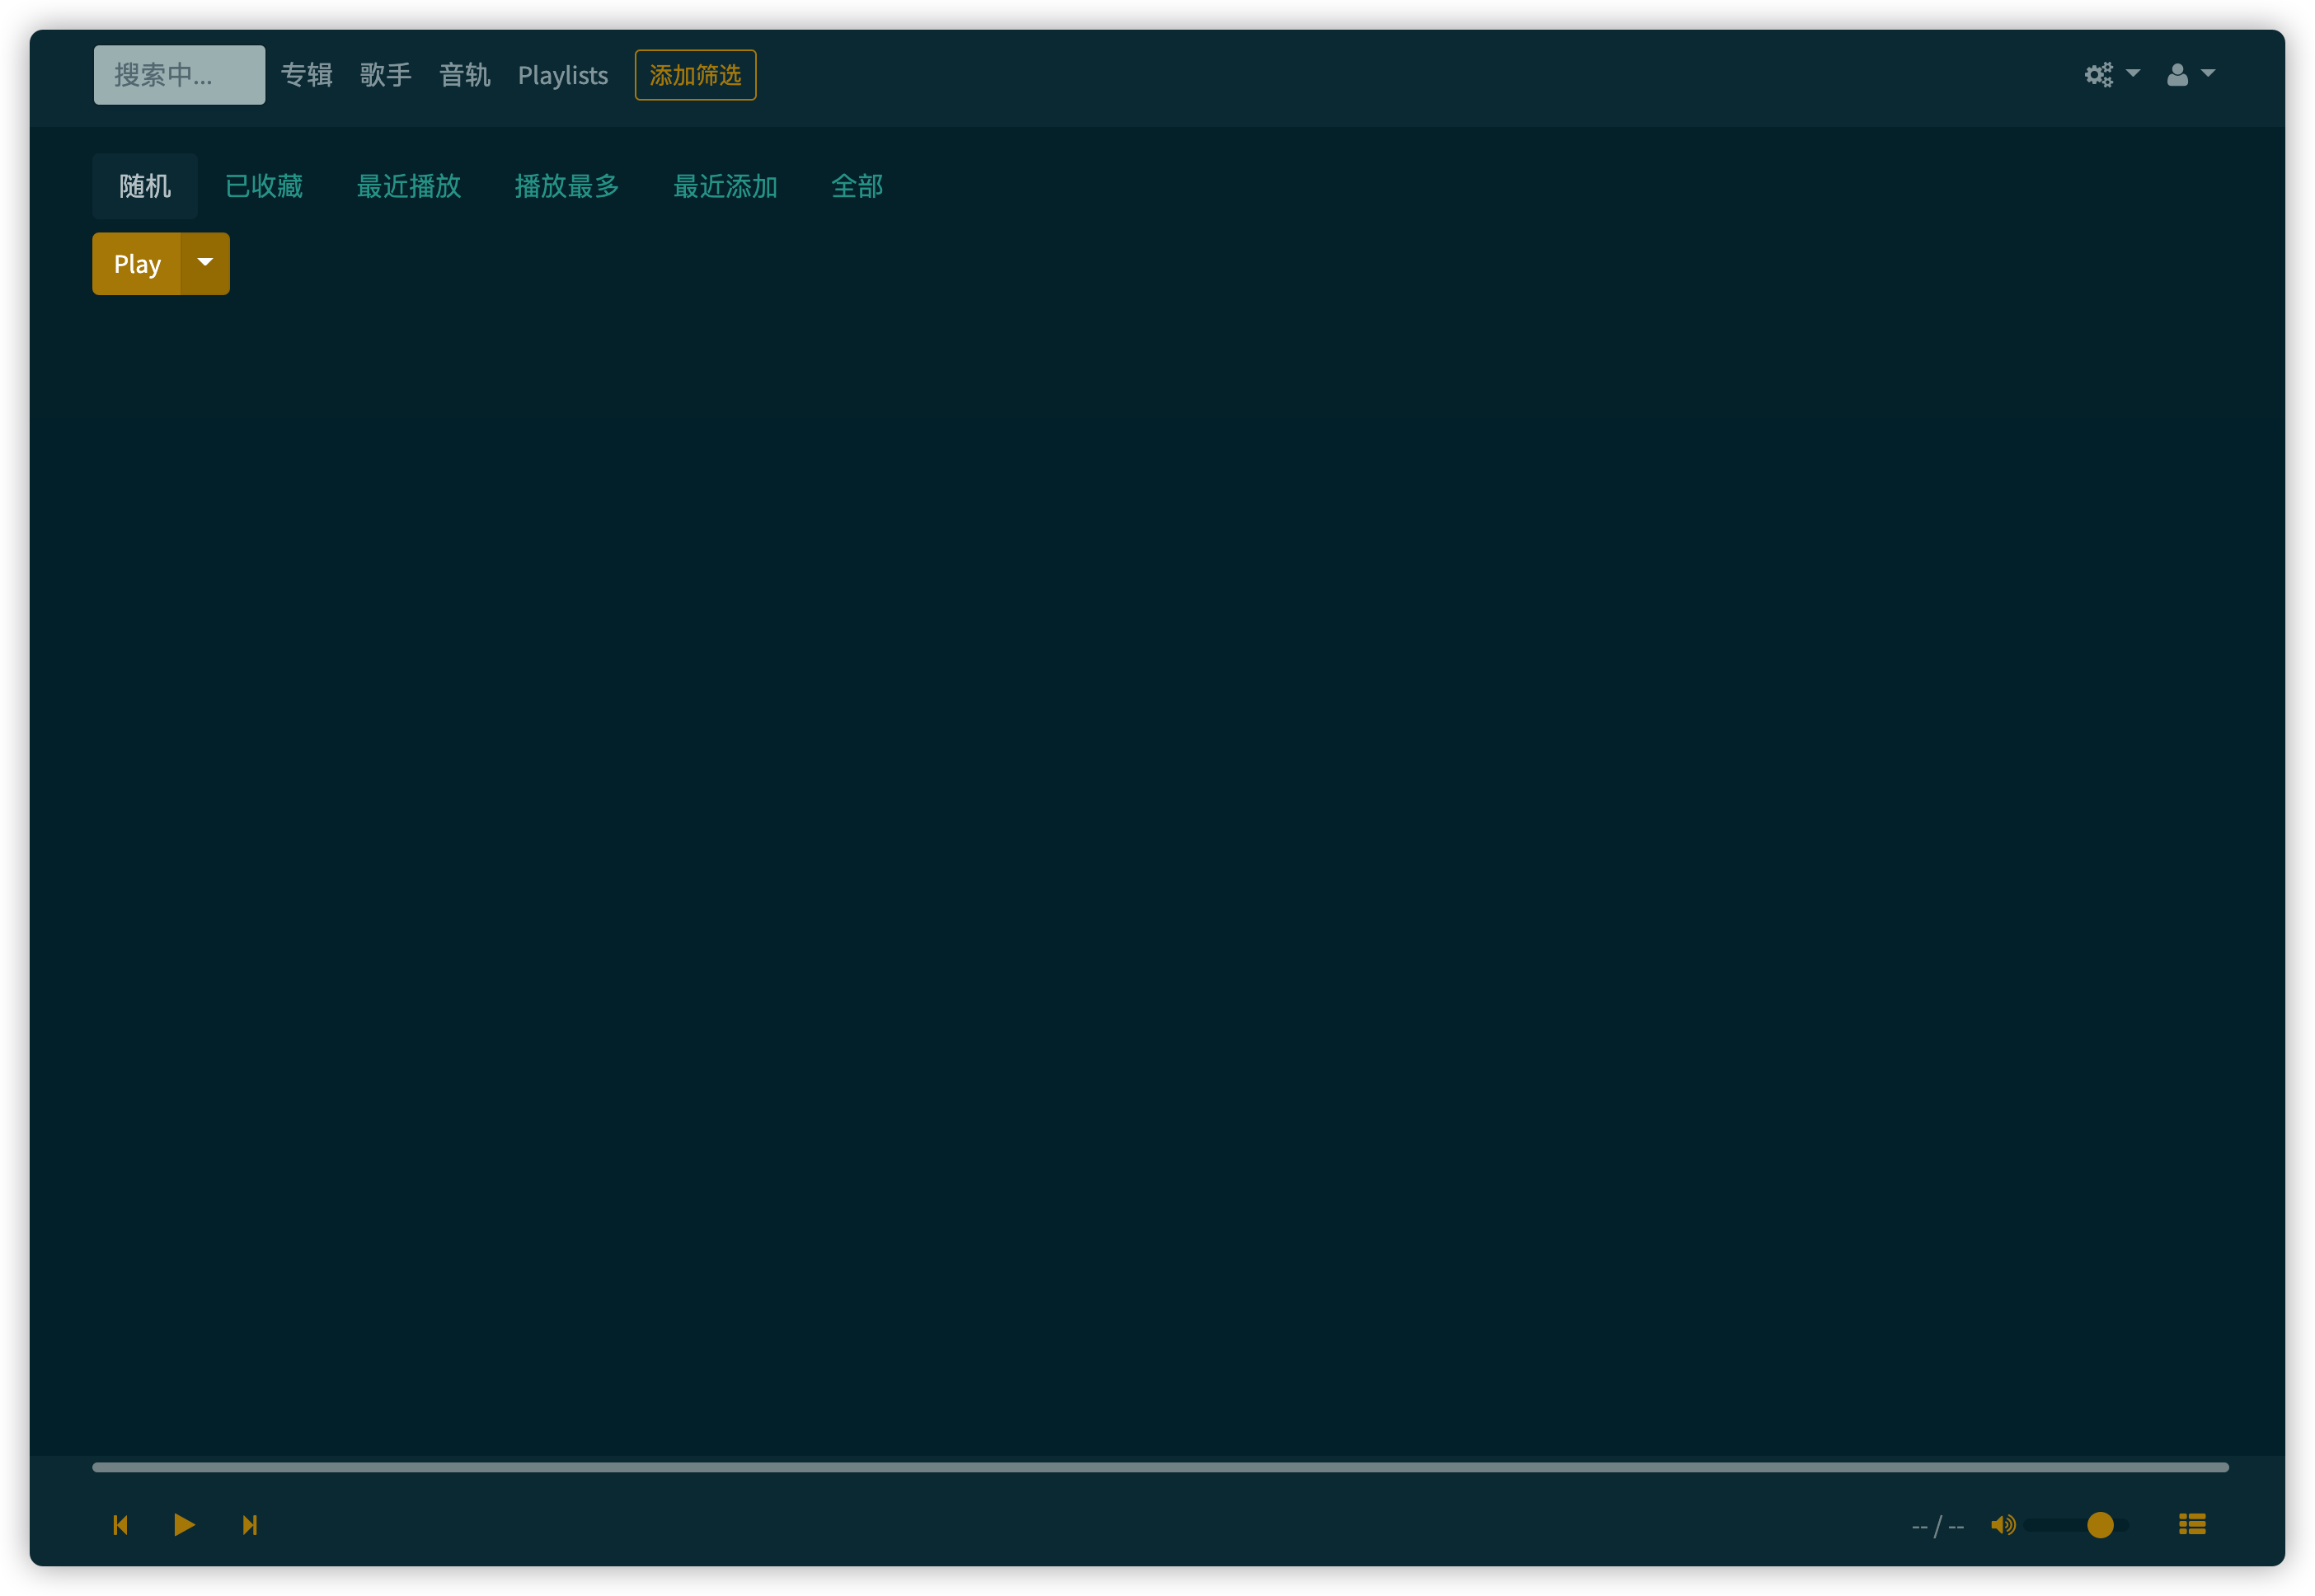 搜索中... 专辑 歌手 音轨 Playlists 添加筛选
随机 已收藏 最近播放 播放最多 最近添加 全部
Play
-- / --